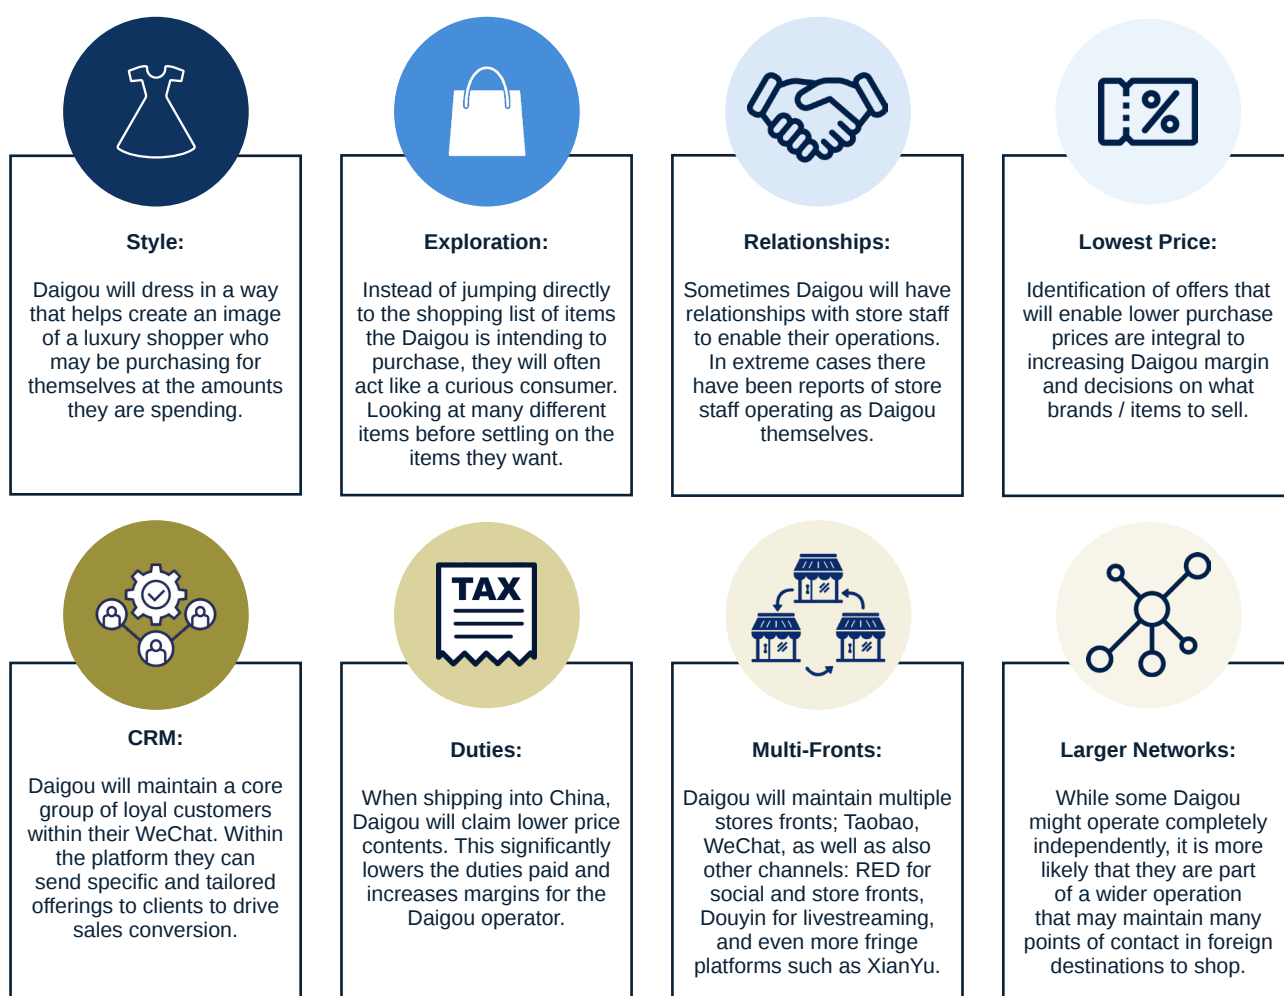 Style:
Daigou will dress in a way
that helps create an image
of a luxury shopper who
may be purchasing for
themselves at the amounts
they are spending.
Exploration:
Instead of jumping directly
to the shopping list of items
the Daigou is intending to
purchase, they will often
act like a curious consumer.
Looking at many different
items before settling on the
items they want.
Relationships:
Sometimes Daigou will have
relationships with store staff
to enable their operations.
In extreme cases there
have been reports of store
staff operating as Daigou
themselves.
%
Lowest Price:
Identification of offers that
will enable lower purchase
prices are integral to
increasing Daigou margin
and decisions on what
brands / items to sell.
CRM:
Daigou will maintain a core
group of loyal customers
within their WeChat. Within
the platform they can
send specific and tailored
offerings to clients to drive
sales conversion.
TAX
Duties:
When shipping into China,
Daigou will claim lower price
contents. This significantly
lowers the duties paid and
increases margins for the
Daigou operator.
Multi-Fronts:
Daigou will maintain multiple
stores fronts; Taobao,
WeChat, as well as also
other channels: RED for
social and store fronts,
Douyin for livestreaming,
and even more fringe
platforms such as XianYu.
Larger Networks:
While some Daigou
might operate completely
independently, it is more
likely that they are part
of a wider operation
that may maintain many
points of contact in foreign
destinations to shop.